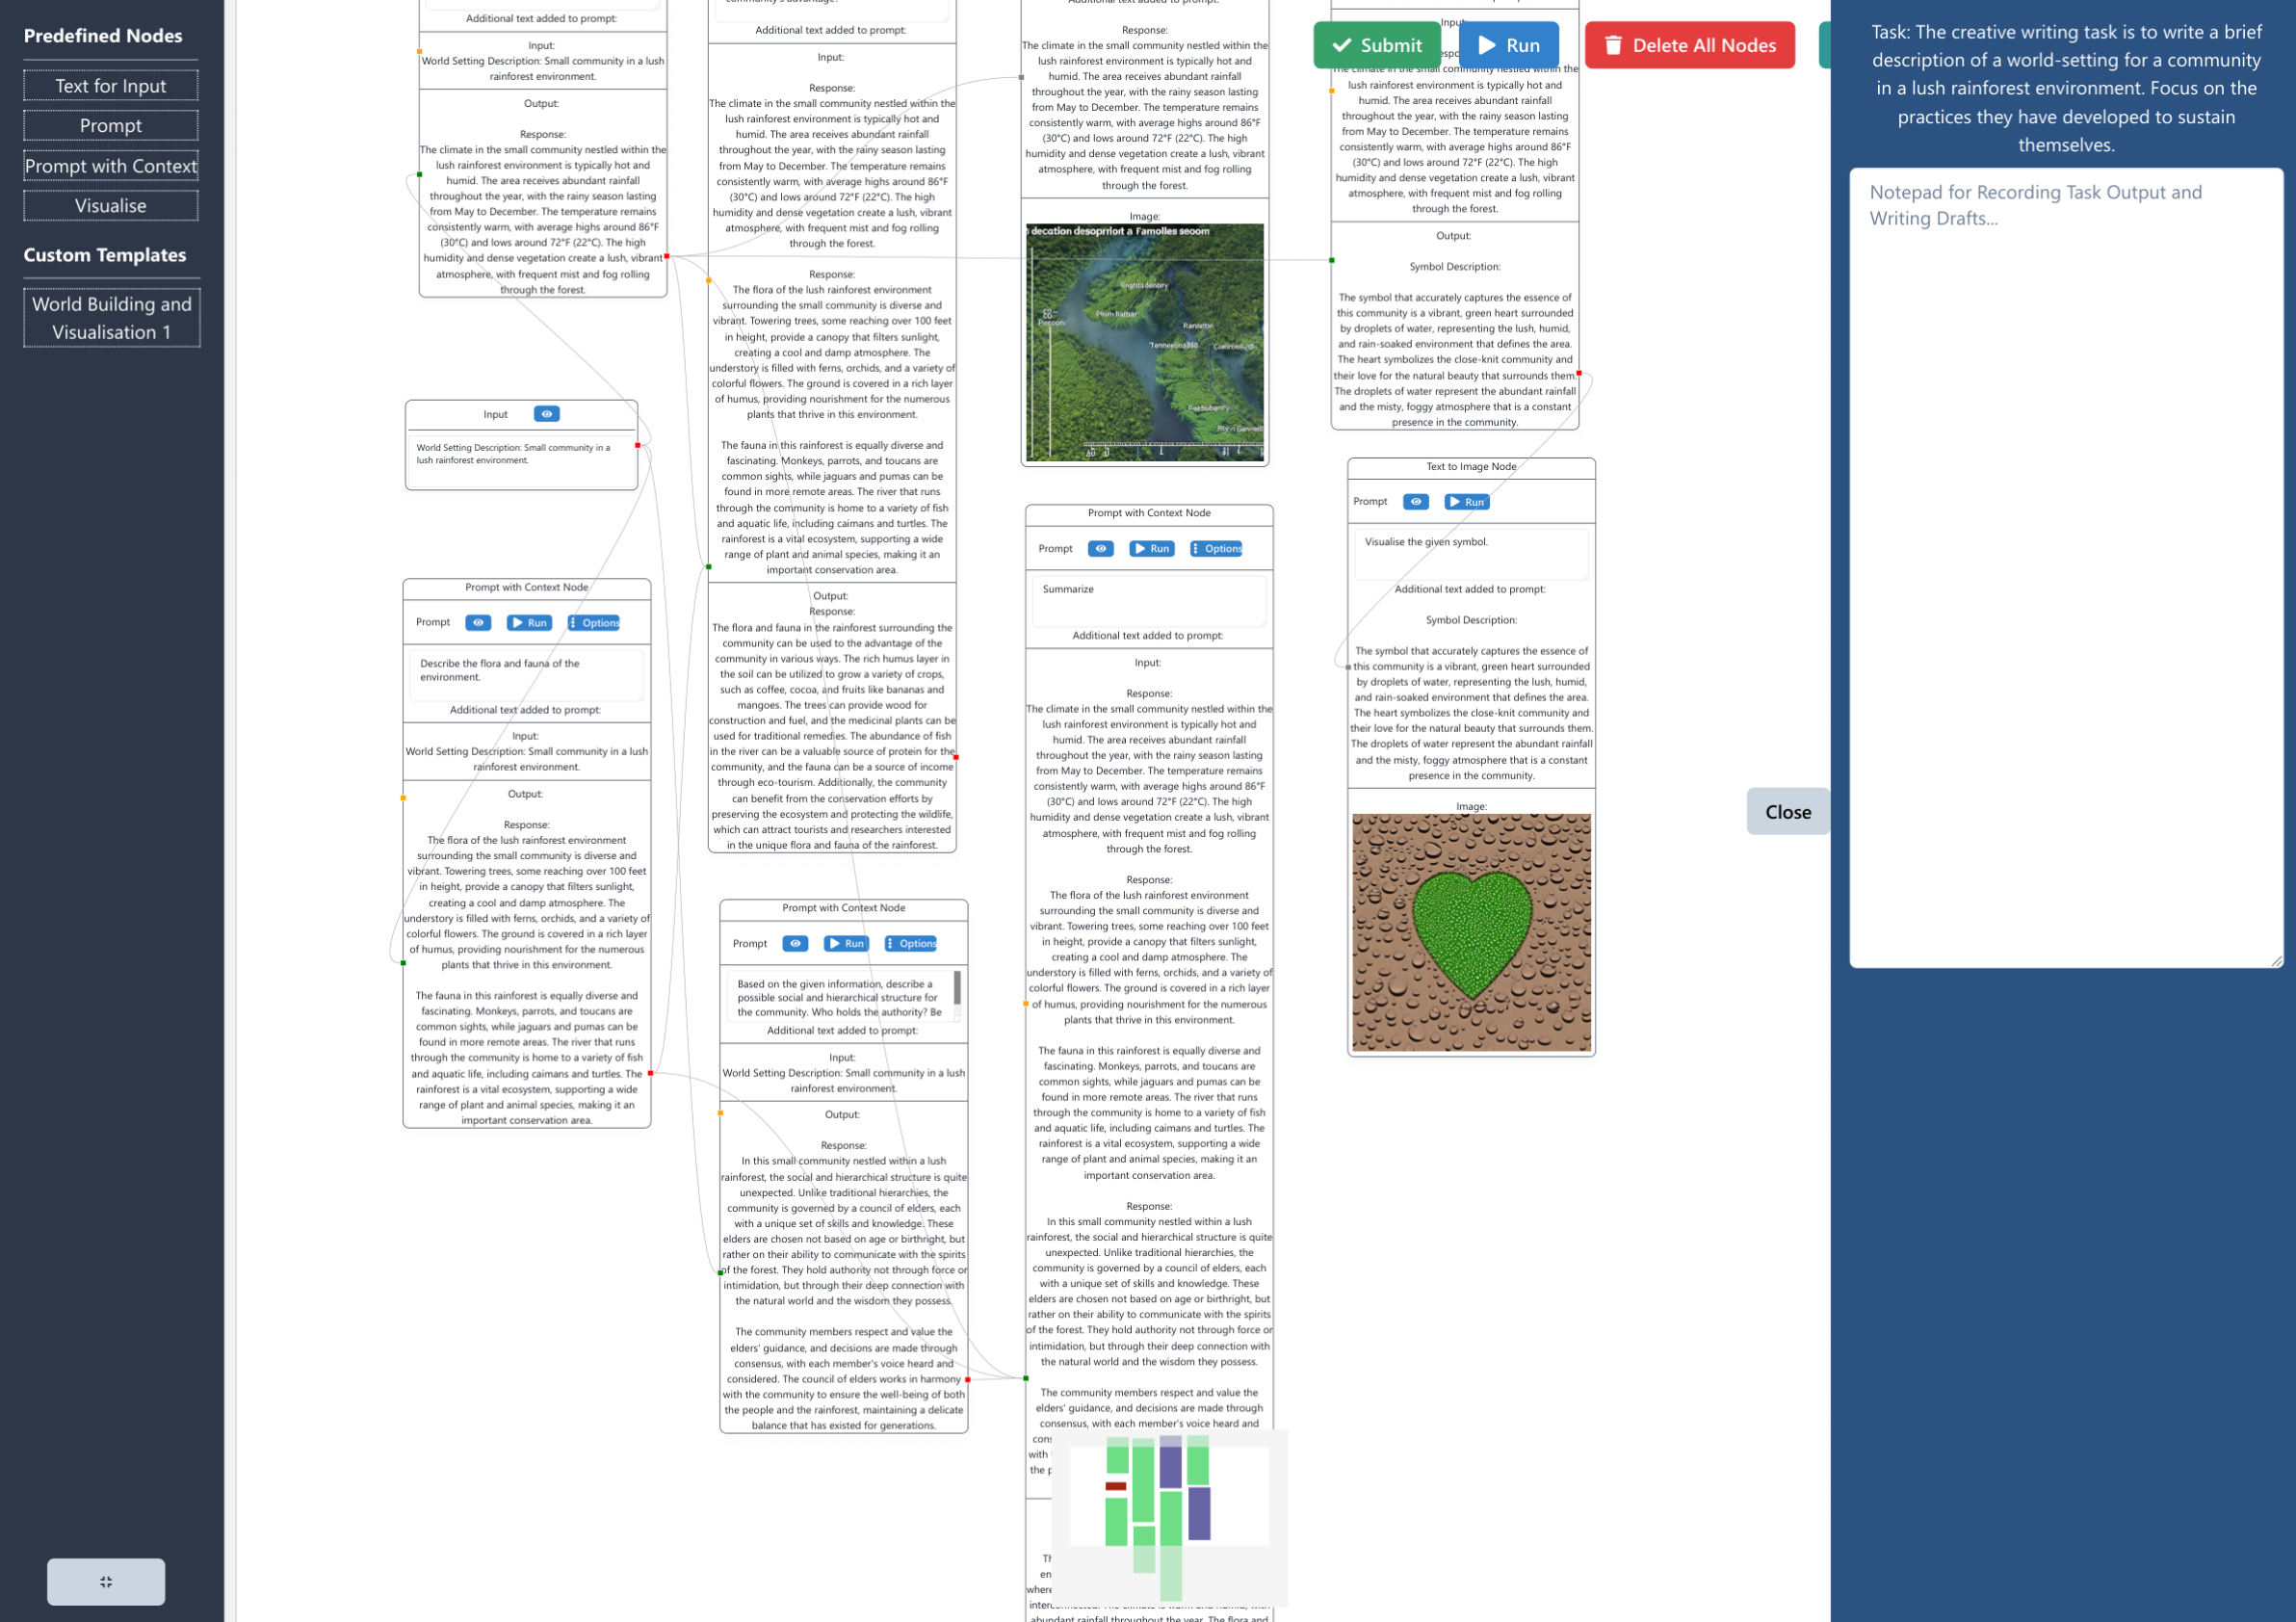 Predefined Nodes
Text for Input
Prompt
Prompt with Context
Visualise
Custom Templates
World Building and
Visualisation 1
Additional text added to prompt:
Input:
World Setting Description: Small community in a lush
rainforest environment.
Output:
Response:
The climate in the small community nestled within the
lush rainforest environment is typically hot and
humid. The area receives abundant rainfall
throughout the year, with the rainy season lasting
from May to December. The temperature remains
consistently warm, with average highs around 86°F
(30°C) and lows around 72°F (22°C). The high
humidity and dense vegetation create a lush, vibrant
atmosphere, with frequent mist and fog rolling
through the forest.
Input
World Setting Description: Small community in a
lush rainforest environment.
Prompt with Context Node
Prompt
Run
Options
Describe the flora and fauna of the
environment.
Additional text added to prompt:
Input:
World Setting Description: Small community in a lush
rainforest environment.
Output:
Response:
The flora of the lush rainforest environment
surrounding the small community is diverse and
vibrant. Towering trees, some reaching over 100 feet
in height, provide a canopy that filters sunlight,
creating a cool and damp atmosphere. The
understory is filled with ferns, orchids, and a variety of
colorful flowers. The ground is covered in a rich layer
of humus, providing nourishment for the numerous
plants that thrive in this environment.
The fauna in this rainforest is equally diverse and
fascinating. Monkeys, parrots, and toucans are
common sights, while jaguars and pumas can be
found in more remote areas. The river that runs
through the community is home to a variety of fish
and aquatic life, including caimans and turtles. The
rainforest is a vital ecosystem, supporting a wide
range of plant and animal species, making it an
important conservation area.
community's advantage?
Additional text added to prompt:
Input:
Response:
The climate in the small community nestled within the
lush rainforest environment is typically hot and
humid. The area receives abundant rainfall
throughout the year, with the rainy season lasting
from May to December. The temperature remains
consistently warm, with average highs around 86°F
(30°C) and lows around 72°F (22°C). The high
humidity and dense vegetation create a lush, vibrant
atmosphere, with frequent mist and fog rolling
through the forest.
Response:
The flora of the lush rainforest environment
surrounding the small community is diverse and
vibrant. Towering trees, some reaching over 100 feet
in height, provide a canopy that filters sunlight,
creating a cool and damp atmosphere. The
understory is filled with ferns, orchids, and a variety of
colorful flowers. The ground is covered in a rich layer
of humus, providing nourishment for the numerous
plants that thrive in this environment.
The fauna in this rainforest is equally diverse and
fascinating. Monkeys, parrots, and toucans are
common sights, while jaguars and pumas can be
found in more remote areas. The river that runs
through the community is home to a variety of fish
and aquatic life, including caimans and turtles. The
rainforest is a vital ecosystem, supporting a wide
range of plant and animal species, making it an
important conservation area.
Output:
Response:
The flora and fauna in the rainforest surrounding the
community can be used to the advantage of the
community in various ways. The rich humus layer in
the soil can be utilized to grow a variety of crops,
such as coffee, cocoa, and fruits like bananas and
mangoes. The trees can provide wood for
construction and fuel, and the medicinal plants can be
used for traditional remedies. The abundance of fish
in the river can be a valuable source of protein for the
community, and the fauna can be a source of income
through eco-tourism. Additionally, the community
can benefit from the conservation efforts by
preserving the ecosystem and protecting the wildlife,
which can attract tourists and researchers interested
in the unique flora and fauna of the rainforest.
Prompt with Context Node
Prompt
Run
Options
Based on the given information, describe a
possible social and hierarchical structure for
the community. Who holds the authority? Be
Additional text added to prompt:
Input:
World Setting Description: Small community in a lush
rainforest environment.
Output:
Response:
In this small community nestled within a lush
rainforest, the social and hierarchical structure is quite
unexpected. Unlike traditional hierarchies, the
community is governed by a council of elders, each
with a unique set of skills and knowledge. These
elders are chosen not based on age or birthright, but
rather on their ability to communicate with the spirits
of the forest. They hold authority not through force or
intimidation, but through their deep connection with
the natural world and the wisdom they possess.
The community members respect and value the
elders' guidance, and decisions are made through
consensus, with each member's voice heard and
considered. The council of elders works in harmony
with the community to ensure the well-being of both
the people and the rainforest, maintaining a delicate
balance that has existed for generations.
Additional text added to prompt:
Response:
The climate in the small community nestled within the
lush rainforest environment is typically hot and
humid. The area receives abundant rainfall
throughout the year, with the rainy season lasting
from May to December. The temperature remains
consistently warm, with average highs around 86°F
(30°C) and lows around 72°F (22°C). The high
humidity and dense vegetation create a lush, vibrant
atmosphere, with frequent mist and fog rolling
through the forest.
Image:
Prompt with Context Node
Prompt
Run
Options
Summarize
Additional text added to prompt:
Input:
Response:
The climate in the small community nestled within the
lush rainforest environment is typically hot and
humid. The area receives abundant rainfall
throughout the year, with the rainy season lasting
from May to December. The temperature remains
consistently warm, with average highs around 86°F
(30°C) and lows around 72°F (22°C). The high
humidity and dense vegetation create a lush, vibrant
atmosphere, with frequent mist and fog rolling
through the forest.
Response:
The flora of the lush rainforest environment
surrounding the small community is diverse and
vibrant. Towering trees, some reaching over 100 feet
in height, provide a canopy that filters sunlight,
creating a cool and damp atmosphere. The
understory is filled with ferns, orchids, and a variety of
colorful flowers. The ground is covered in a rich layer
of humus, providing nourishment for the numerous
plants that thrive in this environment.
The fauna in this rainforest is equally diverse and
fascinating. Monkeys, parrots, and toucans are
common sights, while jaguars and pumas can be
found in more remote areas. The river that runs
through the community is home to a variety of fish
and aquatic life, including caimans and turtles. The
rainforest is a vital ecosystem, supporting a wide
range of plant and animal species, making it an
important conservation area.
Response:
In this small community nestled within a lush
rainforest, the social and hierarchical structure is quite
unexpected. Unlike traditional hierarchies, the
community is governed by a council of elders, each
with a unique set of skills and knowledge. These
elders are chosen not based on age or birthright, but
rather on their ability to communicate with the spirits
of the forest. They hold authority not through force or
intimidation, but through their deep connection with
the natural world and the wisdom they possess.
The community members respect and value the
elders' guidance, and decisions are made through
consensus, with each member's voice heard and
with
the
abundant rainfall throughout the year. The flora and
Submit
Run
Delete All Nodes
Input:
The climate in the small community nestled within the
lush rainforest environment is typically hot and
humid. The area receives abundant rainfall
throughout the year, with the rainy season lasting
from May to December. The temperature remains
consistently warm, with average highs around 86°F
(30°C) and lows around 72°F (22°C). The high
humidity and dense vegetation create a lush, vibrant
atmosphere, with frequent mist and fog rolling
through the forest.
Output:
Symbol Description:
The symbol that accurately captures the essence of
this community is a vibrant, green heart surrounded
by droplets of water, representing the lush, humid,
and rain-soaked environment that defines the area.
The heart symbolizes the close-knit community and
their love for the natural beauty that surrounds them.
The droplets of water represent the abundant rainfall
and the misty, foggy atmosphere that is a constant
presence in the community.
Text to Image Node
Prompt
Run
Visualise the given symbol.
Additional text added to prompt:
Symbol Description:
The symbol that accurately captures the essence of
this community is a vibrant, green heart surrounded
by droplets of water, representing the lush, humid,
and rain-soaked environment that defines the area.
The heart symbolizes the close-knit community and
their love for the natural beauty that surrounds them.
The droplets of water represent the abundant rainfall
and the misty, foggy atmosphere that is a constant
presence in the community.
Image:
Close
Task: The creative writing task is to write a brief
description of a world-setting for a community
in a lush rainforest environment. Focus on the
practices they have developed to sustain
themselves.
Notepad for Recording Task Output and
Writing Drafts...